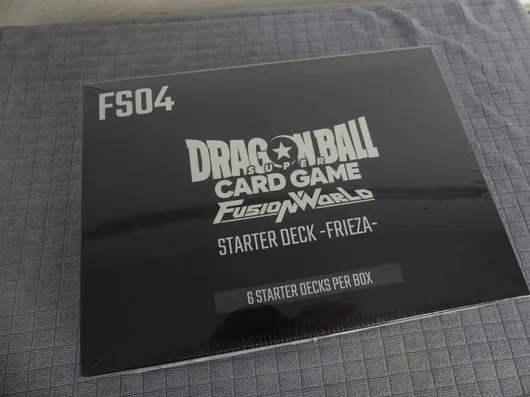 FS04
DRAGON BALL
SUPER
CARD GAME
FUSION WORLD
STARTER DECK -FRIEZA-
6 STARTER DECKS PER BOX